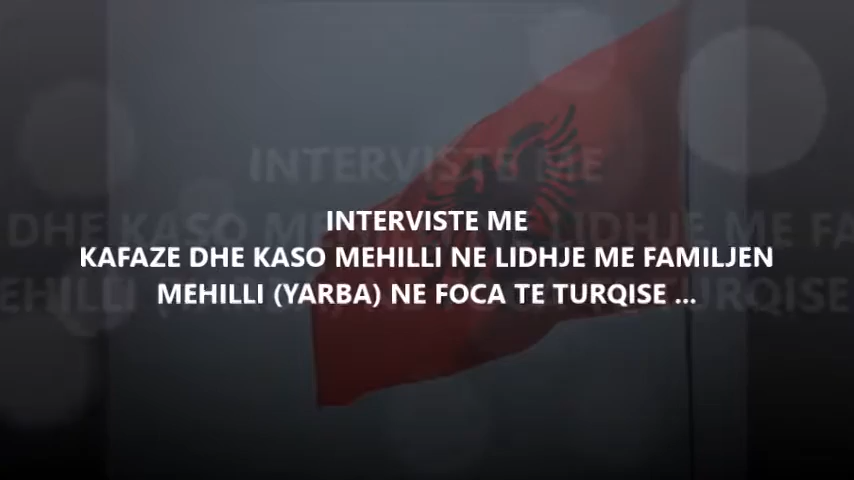 INTERVISTE ME
KAFAZE DHE KASO MEHILLI NE LIDHJE ME FAMILJEN
MEHILLI (YARBA) NE FOCA TE TURQISE ...